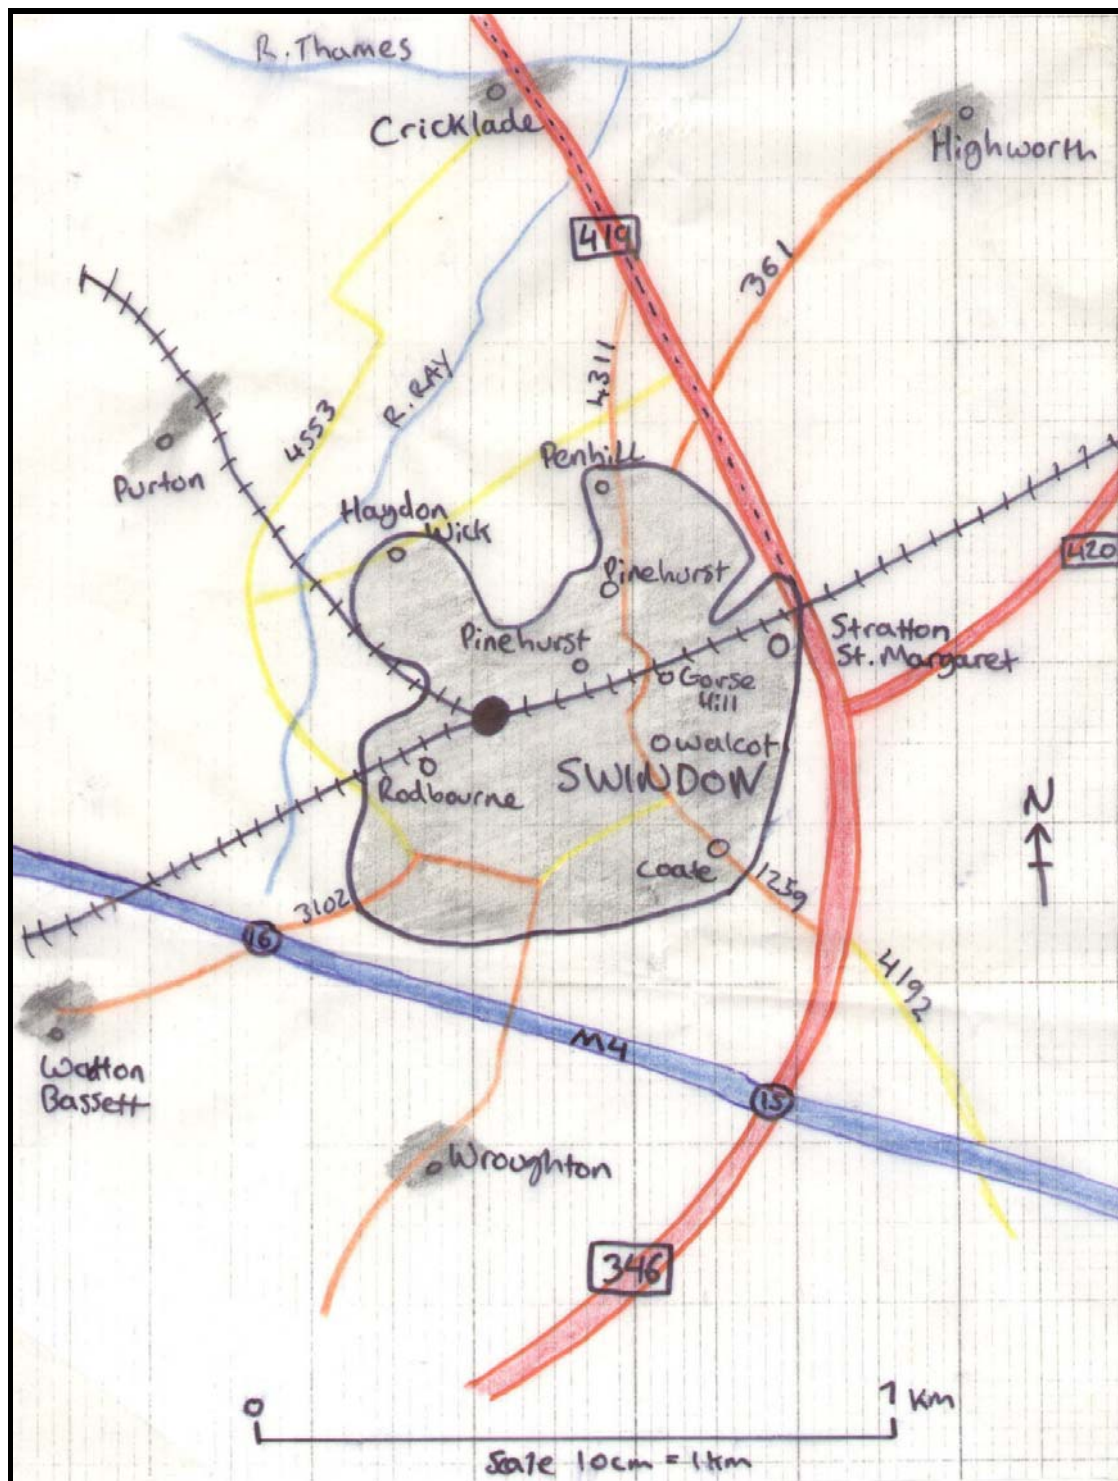 R. Thames
Cricklade
Highworth
419
361
4311
R. RAY
4553
Purton
Penhill
Haydon
Wick
420
Pinehurst
Pinehurst
Stratton
St. Margaret
Gorse
Hill
Walcot
SWINDON
Rodbourne
N
Coate
1259
3102
16
4192
M4
Wotton
Bassett
15
Wroughton
346
0
1 Km
Scale 10cm = 1km